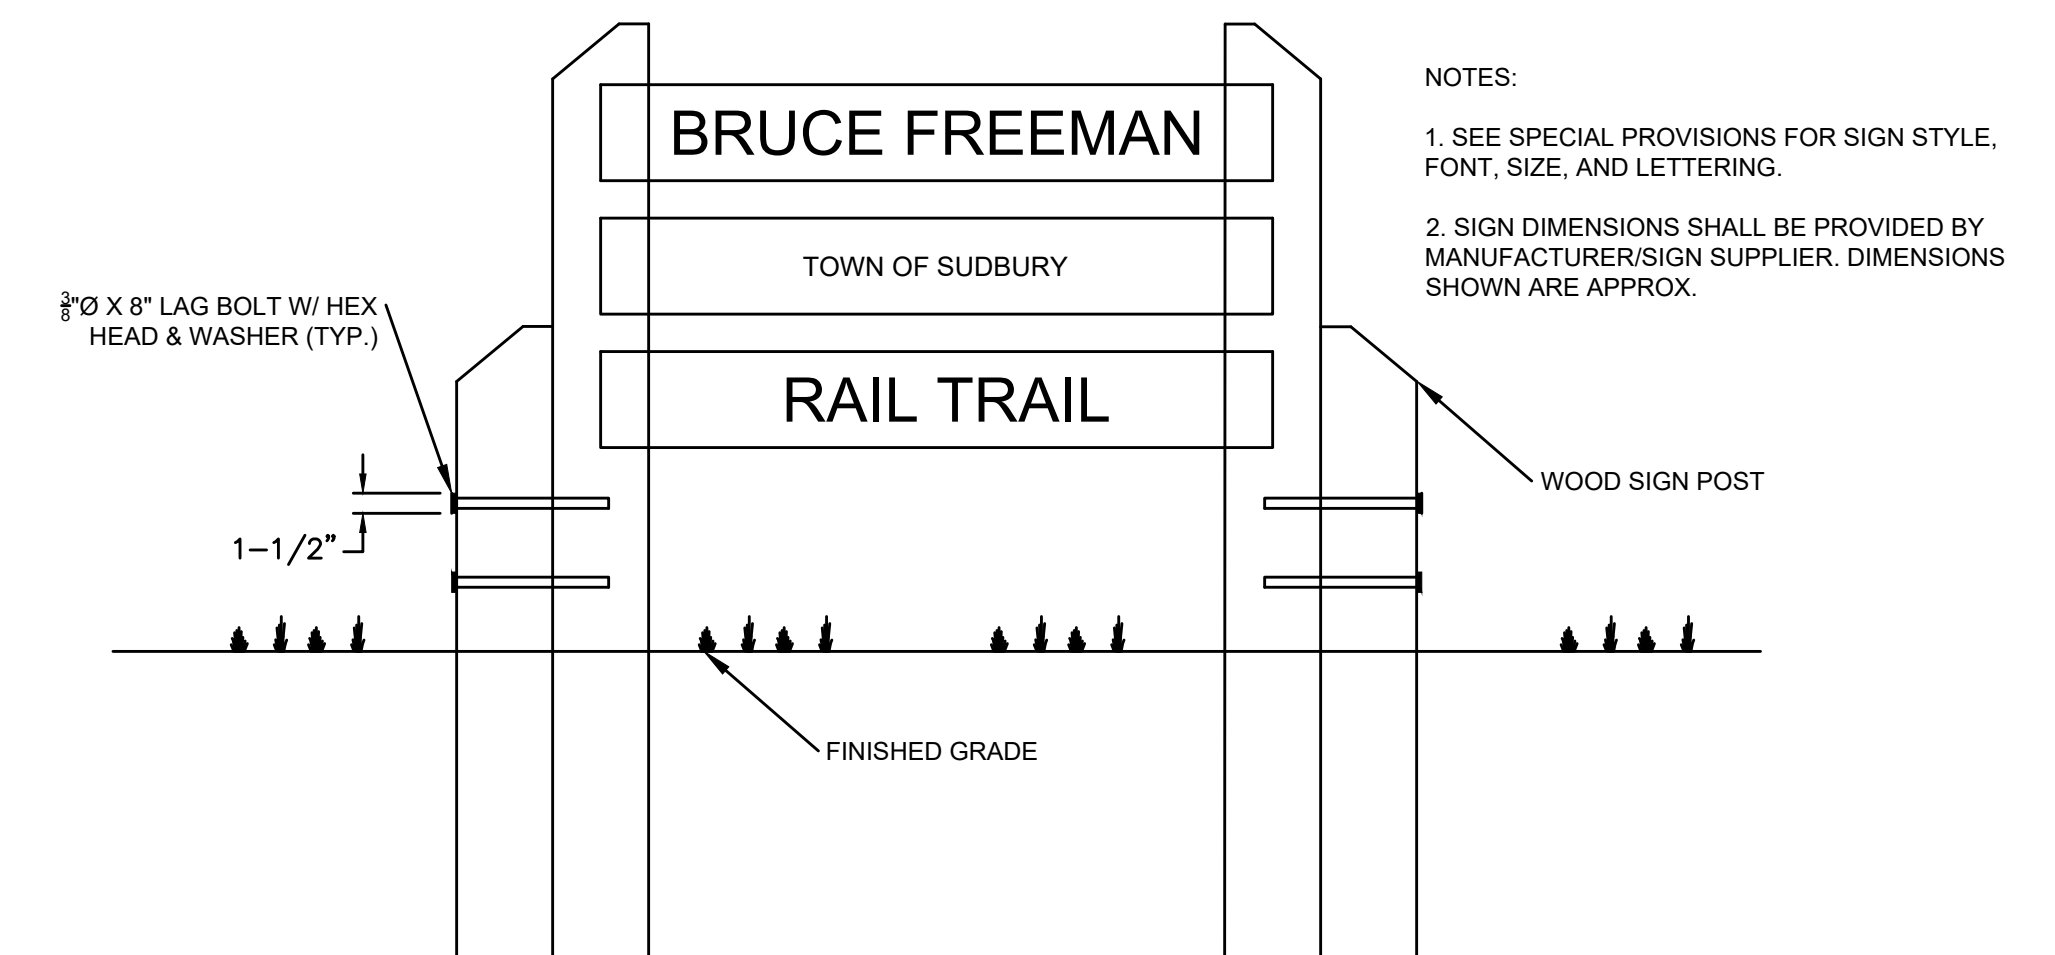 BRUCE FREEMAN
TOWN OF SUDBURY
RAIL TRAIL
NOTES:
1. SEE SPECIAL PROVISIONS FOR SIGN STYLE,
FONT, SIZE, AND LETTERING.
2. SIGN DIMENSIONS SHALL BE PROVIDED BY
MANUFACTURER/SIGN SUPPLIER. DIMENSIONS
SHOWN ARE APPROX.
3/8"Ø X 8" LAG BOLT W/ HEX
HEAD & WASHER (TYP.)
1-1/2"
WOOD SIGN POST
FINISHED GRADE